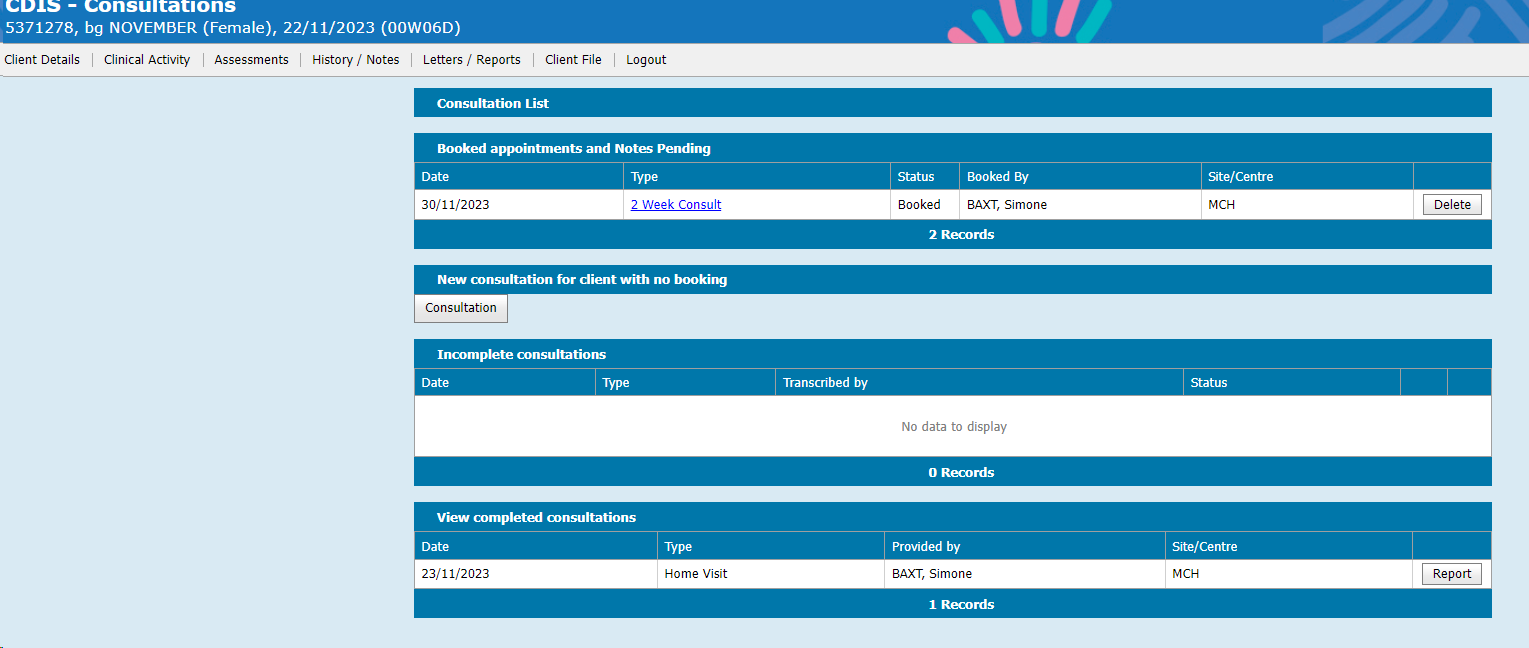 CDIS - Consultations
5371278, bg NOVEMBER (Female), 22/11/2023 (00W06D)
Client Details | Clinical Activity | Assessments | History / Notes | Letters / Reports | Client File | Logout
Consultation List
Booked appointments and Notes Pending
Date Type Status Booked By Site/Centre
30/11/2023 2 Week Consult Booked BAXT, Simone MCH Delete
2 Records
New consultation for client with no booking
Consultation
Incomplete consultations
Date Type Transcribed by Status
No data to display
0 Records
View completed consultations
Date Type Provided by Site/Centre
23/11/2023 Home Visit BAXT, Simone MCH Report
1 Records